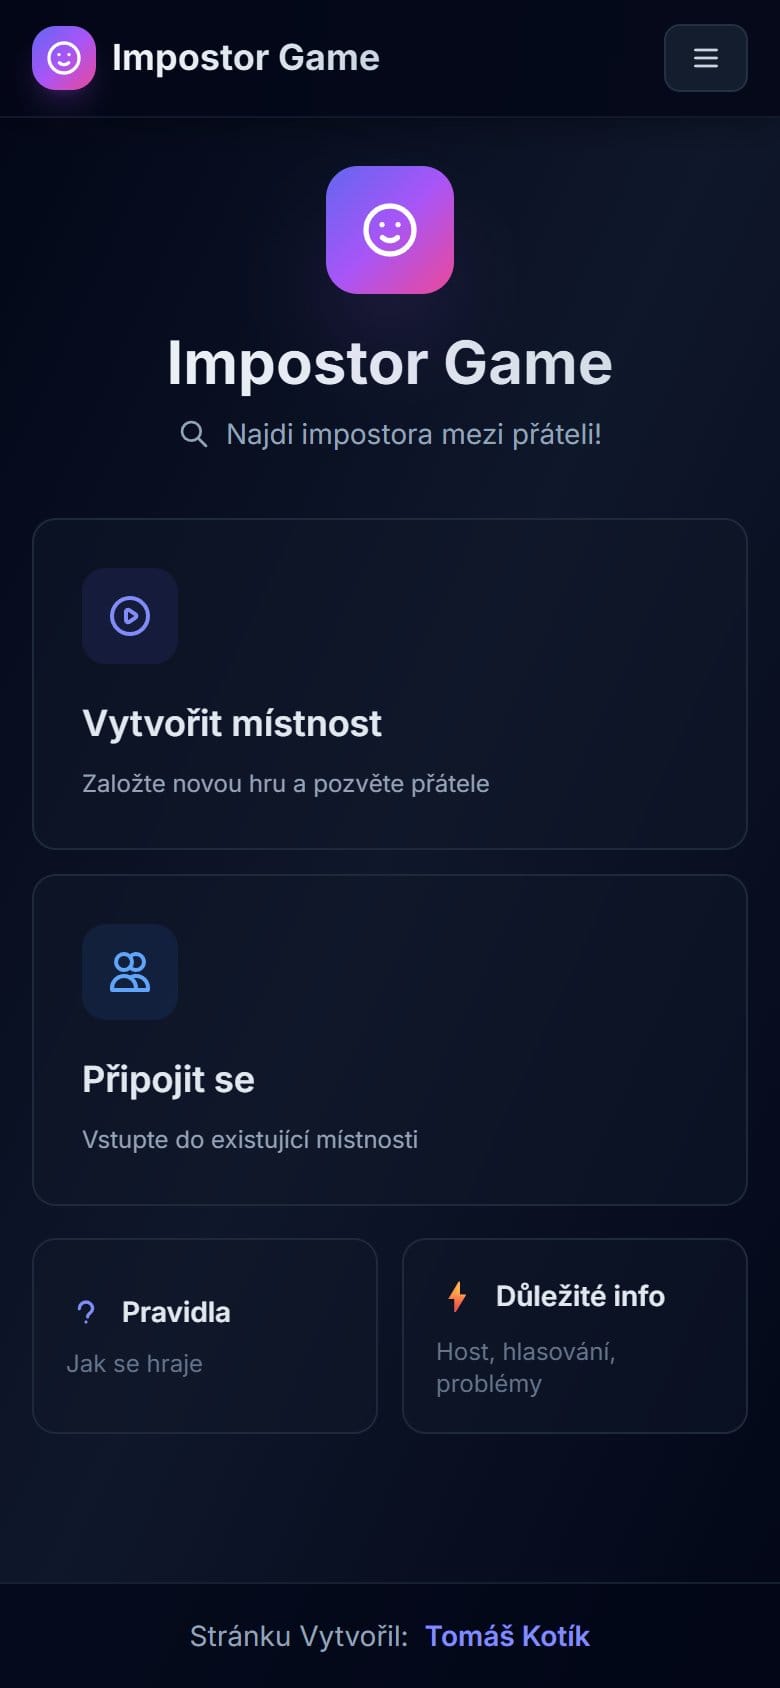 Impostor Game
Impostor Game
Najdi impostora mezi přáteli!
Vytvořit místnost
Založte novou hru a pozvěte přátele
Připojit se
Vstupte do existující místnosti
Pravidla
Jak se hraje
Důležité info
Host, hlasování,
problémy
Stránku Vytvořil: Tomáš Kotík